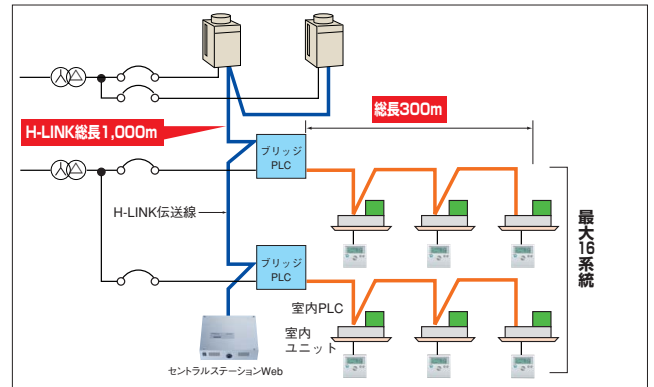 総長300m
H-LINK総長1,000m
ブリッジ
PLC
H-LINK伝送線
最大16系統
ブリッジ
PLC
室内PLC
室内
ユニット
セントラルステーションWeb